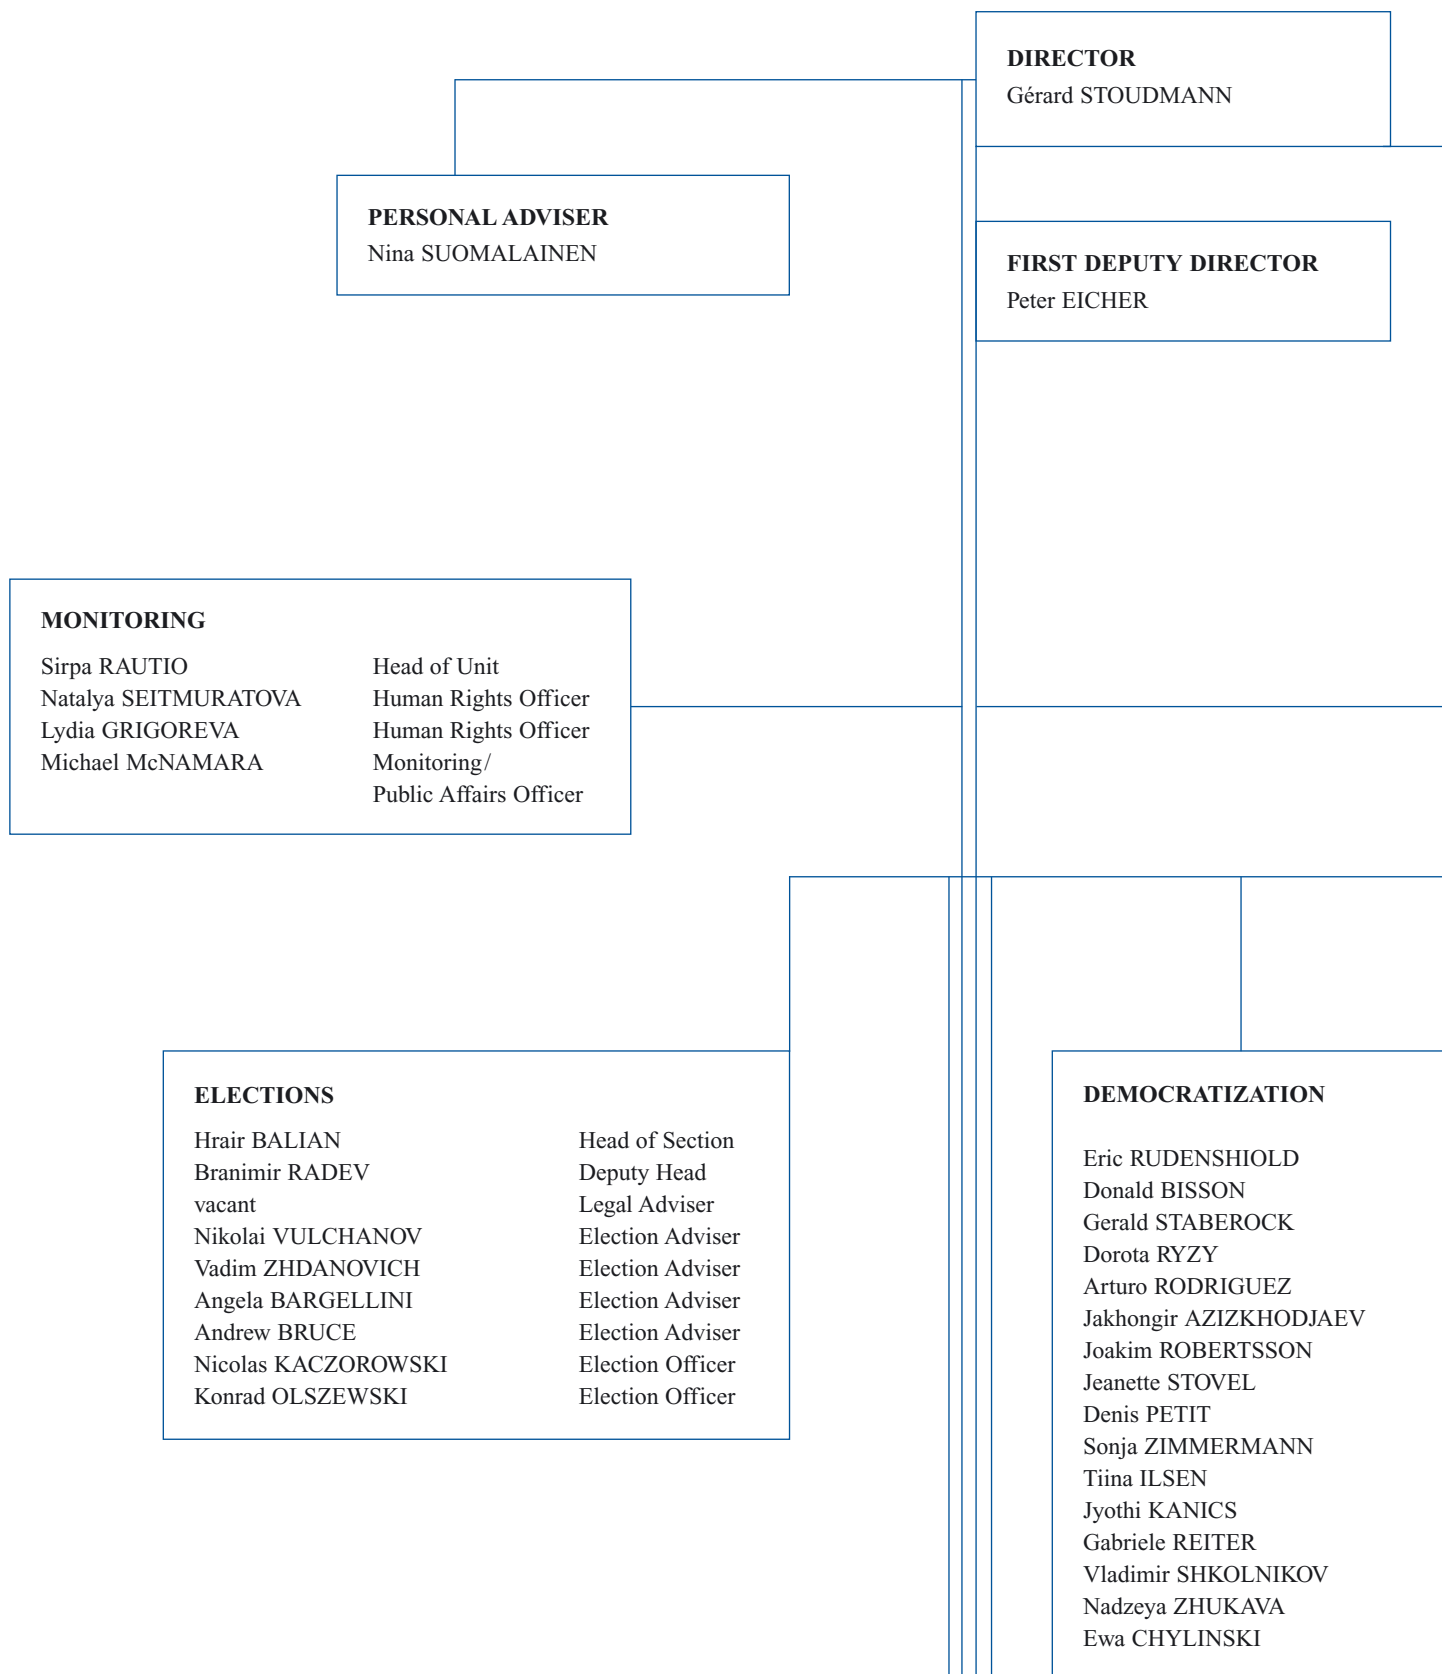 DIRECTOR
Gérard STOUDMANN
PERSONAL ADVISER
Nina SUOMALAINEN
FIRST DEPUTY DIRECTOR
Peter EICHER
MONITORING
Sirpa RAUTIO Head of Unit
Natalya SEITMURATOVA Human Rights Officer
Lydia GRIGOREVA Human Rights Officer
Michael McNAMARA Monitoring/
Public Affairs Officer
ELECTIONS
Hrair BALIAN Head of Section
Branimir RADEV Deputy Head
vacant Legal Adviser
Nikolai VULCHANOV Election Adviser
Vadim ZHDANOVICH Election Adviser
Angela BARGELLINI Election Adviser
Andrew BRUCE Election Adviser
Nicolas KACZOROWSKI Election Officer
Konrad OLSZEWSKI Election Officer
DEMOCRATIZATION
Eric RUDENSHIOLD
Donald BISSON
Gerald STABEROCK
Dorota RYZY
Arturo RODRIGUEZ
Jakhongir AZIZKHODJAEV
Joakim ROBERTSSON
Jeanette STOVEL
Denis PETIT
Sonja ZIMMERMANN
Tiina ILSEN
Jyothi KANICS
Gabriele REITER
Vladimir SHKOLNIKOV
Nadzeya ZHUKAVA
Ewa CHYLINSKI